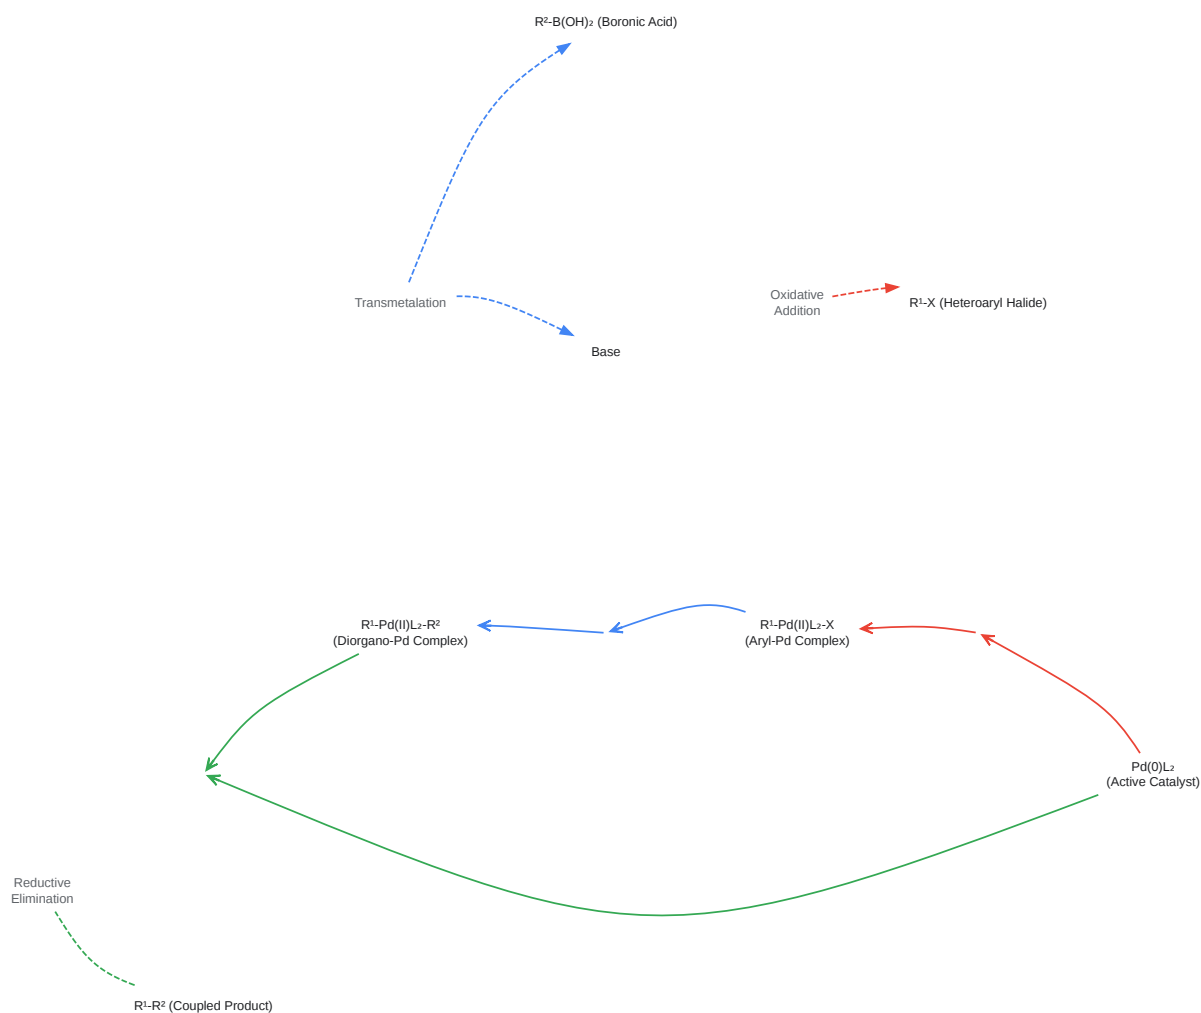 R²-B(OH)₂ (Boronic Acid)
Transmetalation
Oxidative
Addition
R¹-X (Heteroaryl Halide)
Base
R¹-Pd(II)L₂-R²
(Diorgano-Pd Complex)
R¹-Pd(II)L₂-X
(Aryl-Pd Complex)
Pd(0)L₂
(Active Catalyst)
Reductive
Elimination
R¹-R² (Coupled Product)